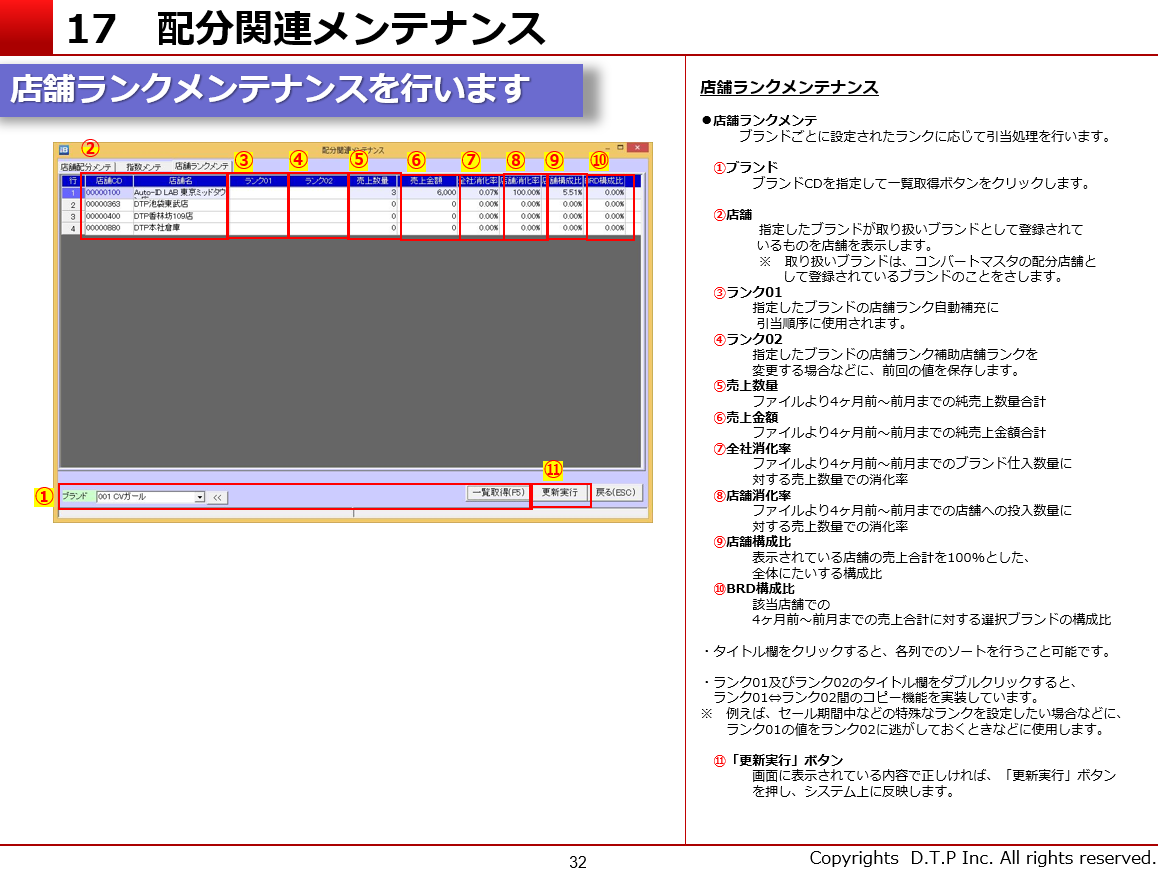 17　配分関連メンテナンス
店舗ランクメンテナンスを行います
配分関連メンテナンス
店舗配分メンテ 指数メンテ 店舗ランクメンテ
② ③ ④ ⑤ ⑥ ⑦ ⑧ ⑨ ⑩
行 店舗CD 店舗名 ランク01 ランク02 売上数量 売上金額 全社消化率 店舗消化率 店舗構成比 BRD構成比
1 00000100 Auto-ID LAB 東京ミッドタウ 3 6,000 0.07% 100.00% 5.51% 0.00%
2 00000363 DTP池袋東武店 0 0 0.00% 0.00% 0.00% 0.00%
3 00000400 DTP香林坊109店 0 0 0.00% 0.00% 0.00% 0.00%
4 00000880 DTP本社倉庫 0 0 0.00% 0.00% 0.00% 0.00%
⑪
① ブランド 001 CVガール << 一覧取得(F5) 更新実行 戻る(ESC)
店舗ランクメンテナンス
●店舗ランクメンテ
ブランドごとに設定されたランクに応じて引当処理を行います。
①ブランド
ブランドCDを指定して一覧取得ボタンをクリックします。
②店舗
指定したブランドが取り扱いブランドとして登録されて
いるものを店舗を表示します。
※　取り扱いブランドは、コンバートマスタの配分店舗と
して登録されているブランドのことをさします。
③ランク01
指定したブランドの店舗ランク自動補充に
引当順序に使用されます。
④ランク02
指定したブランドの店舗ランク補助店舗ランクを
変更する場合などに、前回の値を保存します。
⑤売上数量
ファイルより4ヶ月前～前月までの純売上数量合計
⑥売上金額
ファイルより4ヶ月前～前月までの純売上金額合計
⑦全社消化率
ファイルより4ヶ月前～前月までのブランド仕入数量に
対する売上数量での消化率
⑧店舗消化率
ファイルより4ヶ月前～前月までの店舗への投入数量に
対する売上数量での消化率
⑨店舗構成比
表示されている店舗の売上合計を100%とした、
全体にたいする構成比
⑩BRD構成比
該当店舗での
4ヶ月前～前月までの売上合計に対する選択ブランドの構成比
・タイトル欄をクリックすると、各列でのソートを行うこと可能です。
・ランク01及びランク02のタイトル欄をダブルクリックすると、
ランク01⇔ランク02間のコピー機能を実装しています。
※　例えば、セール期間中などの特殊なランクを設定したい場合などに、
ランク01の値をランク02に逃がしておくときなどに使用します。
⑪「更新実行」ボタン
画面に表示されている内容で正しければ、「更新実行」ボタン
を押し、システム上に反映します。
32
Copyrights D.T.P Inc. All rights reserved.